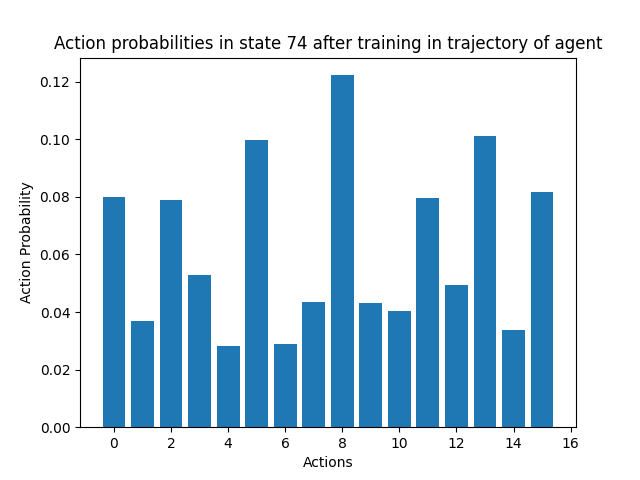 Action probabilities in state 74 after training in trajectory of agent
0.12
0.10
0.08
0.06
0.04
0.02
0.00
Action Probability
0 2 4 6 8 10 12 14 16
Actions